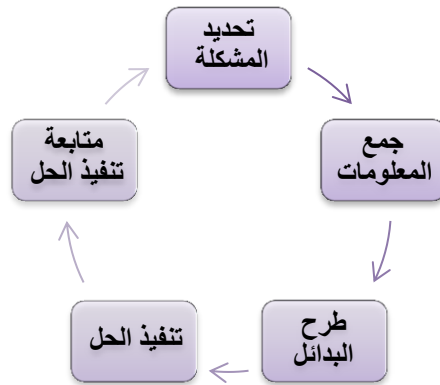 تحديد
المشكلة
جمع
المعلومات
طرح
البدائل
تنفيذ الحل
متابعة
تنفيذ الحل